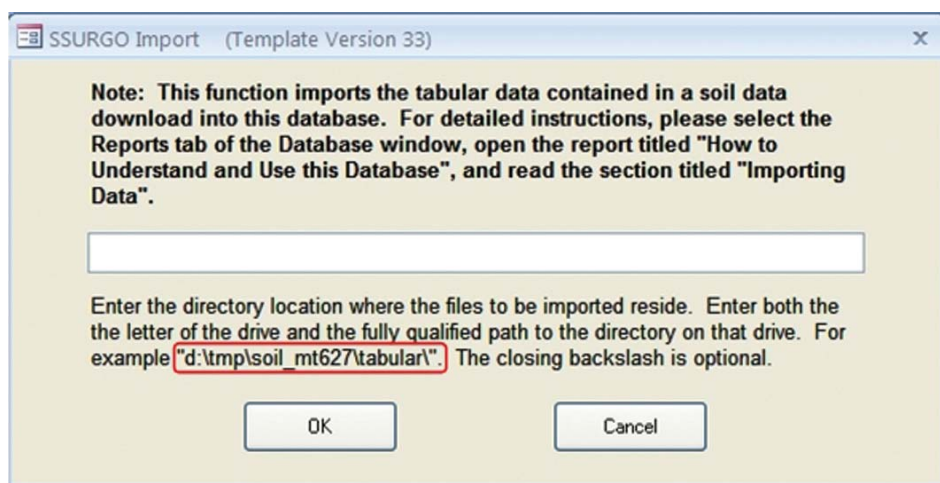 SSURGO Import (Template Version 33)
Note: This function imports the tabular data contained in a soil data
download into this database. For detailed instructions, please select the
Reports tab of the Database window, open the report titled "How to
Understand and Use this Database", and read the section titled "Importing
Data".
Enter the directory location where the files to be imported reside. Enter both the
the letter of the drive and the fully qualified path to the directory on that drive. For
example "d:\tmp\soil_mt627\tabular\". The closing backslash is optional.
OK
Cancel